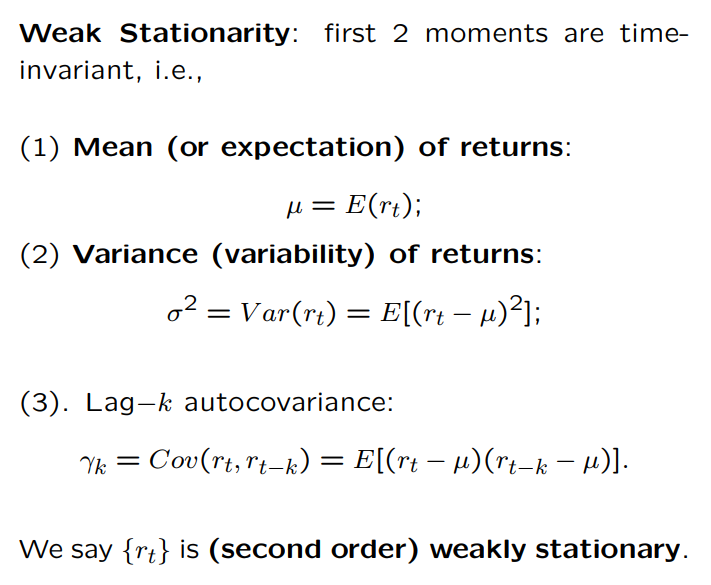 Weak Stationarity: first 2 moments are time-
invariant, i.e.,
(1) Mean (or expectation) of returns:
μ = E(r_t);
(2) Variance (variability) of returns:
σ² = Var(r_t) = E[(r_t − μ)²];
(3). Lag−k autocovariance:
γ_k = Cov(r_t, r_{t−k}) = E[(r_t − μ)(r_{t−k} − μ)].
We say {r_t} is (second order) weakly stationary.